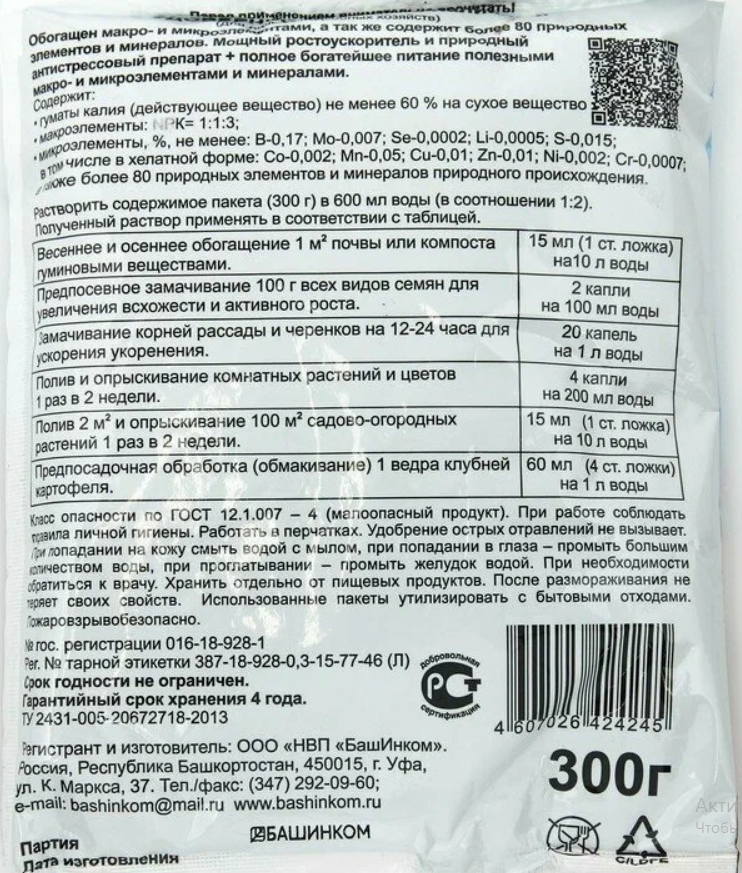 Перед применением внимательно прочитать!
хозяйств)
Обогащен макро- и микроэлементами, а так же содержит более 80 природных
элементов и минералов. Мощный ростоускоритель и природный
антистрессовый препарат + полное богатейшее питание полезными
макро- и микроэлементами и минералами.
Содержит:
• гуматы калия (действующее вещество) не менее 60 % на сухое вещество
• макроэлементы: NPK= 1:1:3;
• микроэлементы, %, не менее: B-0,17; Mo-0,007; Se-0,0002; Li-0,0005; S-0,015;
в том числе в хелатной форме: Co-0,002; Mn-0,05; Cu-0,01; Zn-0,01; Ni-0,002; Cr-0,0007;
также более 80 природных элементов и минералов природного происхождения.
Растворить содержимое пакета (300 г) в 600 мл воды (в соотношении 1:2).
Полученный раствор применять в соответствии с таблицей.
Весеннее и осеннее обогащение 1 м² почвы или компоста
гуминовыми веществами.
15 мл (1 ст. ложка)
на10 л воды
Предпосевное замачивание 100 г всех видов семян для
увеличения всхожести и активного роста.
2 капли
на 100 мл воды
Замачивание корней рассады и черенков на 12-24 часа для
ускорения укоренения.
20 капель
на 1 л воды
Полив и опрыскивание комнатных растений и цветов
1 раз в 2 недели.
4 капли
на 200 мл воды
Полив 2 м² и опрыскивание 100 м² садово-огородных
растений 1 раз в 2 недели.
15 мл (1 ст. ложка)
на 10 л воды
Предпосадочная обработка (обмакивание) 1 ведра клубней
картофеля.
60 мл (4 ст. ложки)
на 1 л воды
Класс опасности по ГОСТ 12.1.007 – 4 (малоопасный продукт). При работе соблюдать
правила личной гигиены. Работать в перчатках. Удобрение острых отравлений не вызывает.
При попадании на кожу смыть водой с мылом, при попадании в глаза – промыть большим
количеством воды, при проглатывании – промыть желудок водой. При необходимости
обратиться к врачу. Хранить отдельно от пищевых продуктов. После размораживания не
теряет своих свойств. Использованные пакеты утилизировать с бытовыми отходами.
Пожаровзрывобезопасно.
№ гос. регистрации 016-18-928-1
Рег. № тарной этикетки 387-18-928-0,3-15-77-46 (Л)
Срок годности не ограничен.
Гарантийный срок хранения 4 года.
ТУ 2431-005-20672718-2013
добровольная
РСТ
сертификация
4 607026 424245
Регистрант и изготовитель: ООО «НВП «БашИнком».
Россия, Республика Башкортостан, 450015, г. Уфа,
ул. К. Маркса, 37. Тел./факс: (347) 292-09-60;
e-mail: bashinkom@mail.ru www.bashinkom.ru
300г
БАШИНКОМ
C/LDPE
Партия
Дата изготовления
Акти
Чтобы